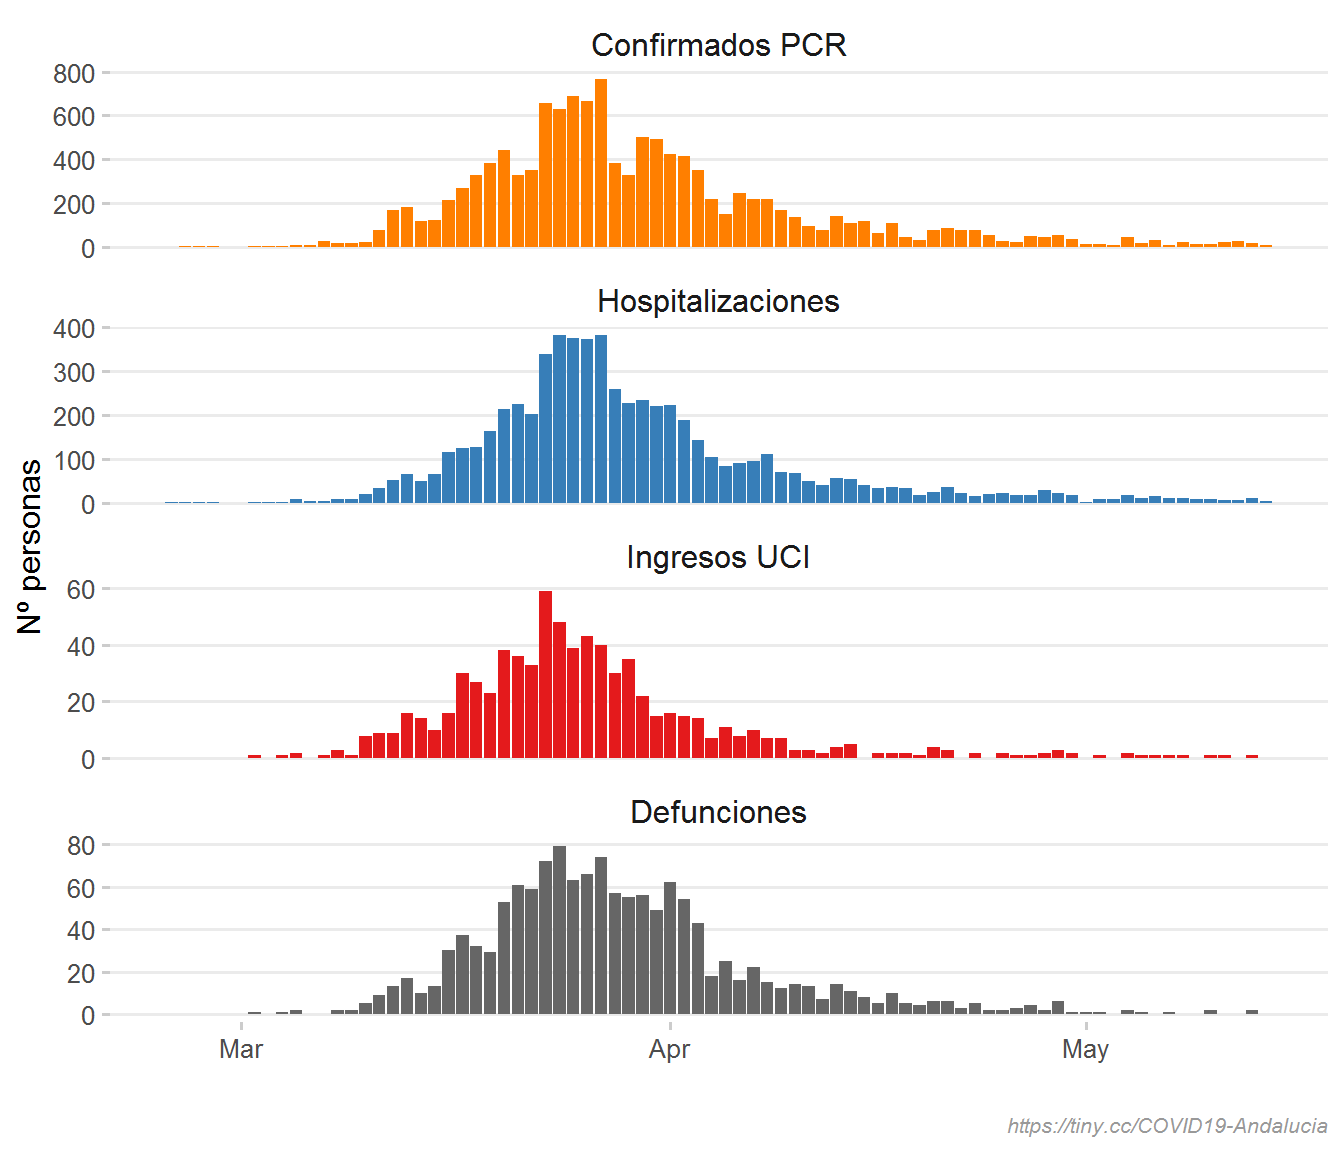 Confirmados PCR
800
600
400
200
0
Hospitalizaciones
400
300
200
100
0
Nº personas
Ingresos UCI
60
40
20
0
Defunciones
80
60
40
20
0
Mar Apr May
https://tiny.cc/COVID19-Andalucia